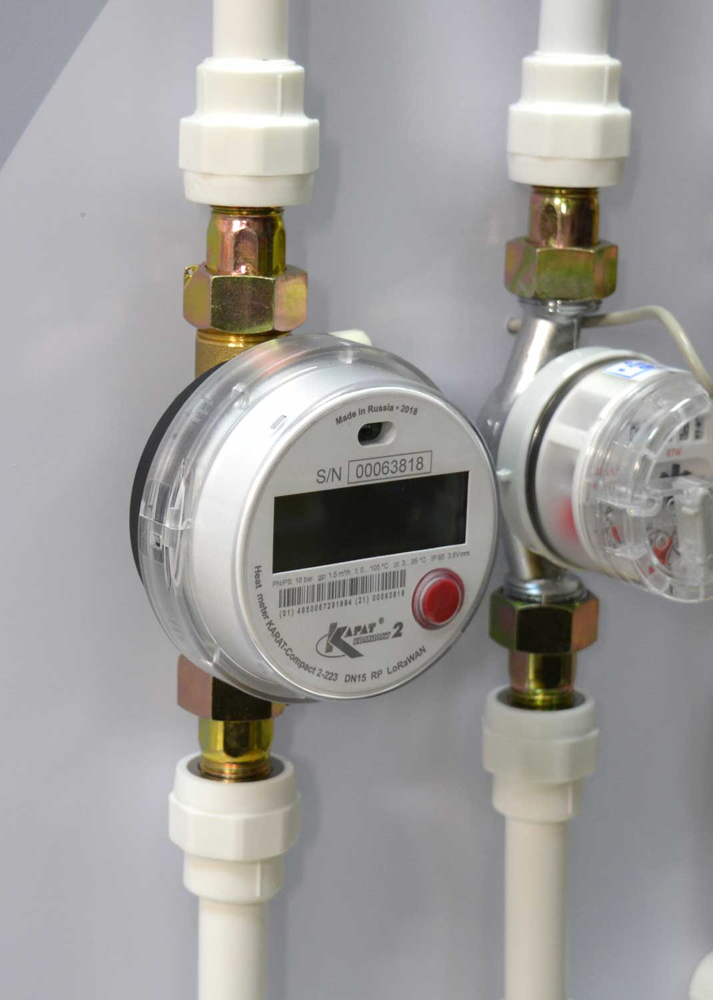 Made in Russia • 2018
S/N 00063818
PN/PS: 16 bar qp: 1.5 m³/h t: 0...105 °C Δt: 3...95 °C IP 65 3.6V
(01) 4650067291994 (21) 00063818
КАРАТ®
КОМПАКТ 2
Heat meter KARAT-Compact 2-223 DN15 RP LoRaWAN